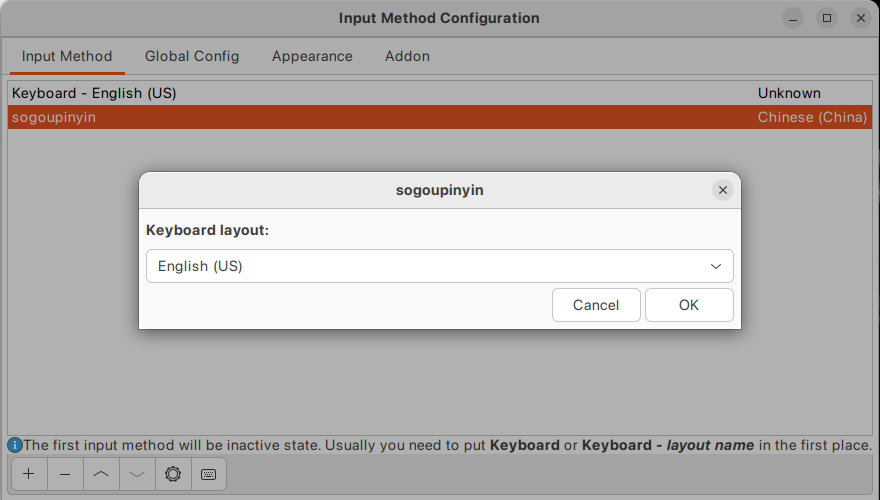 Input Method Configuration
Input Method Global Config Appearance Addon
Keyboard - English (US) Unknown
sogoupinyin Chinese (China)
sogoupinyin
Keyboard layout:
English (US)
Cancel OK
The first input method will be inactive state. Usually you need to put Keyboard or Keyboard - layout name in the first place.